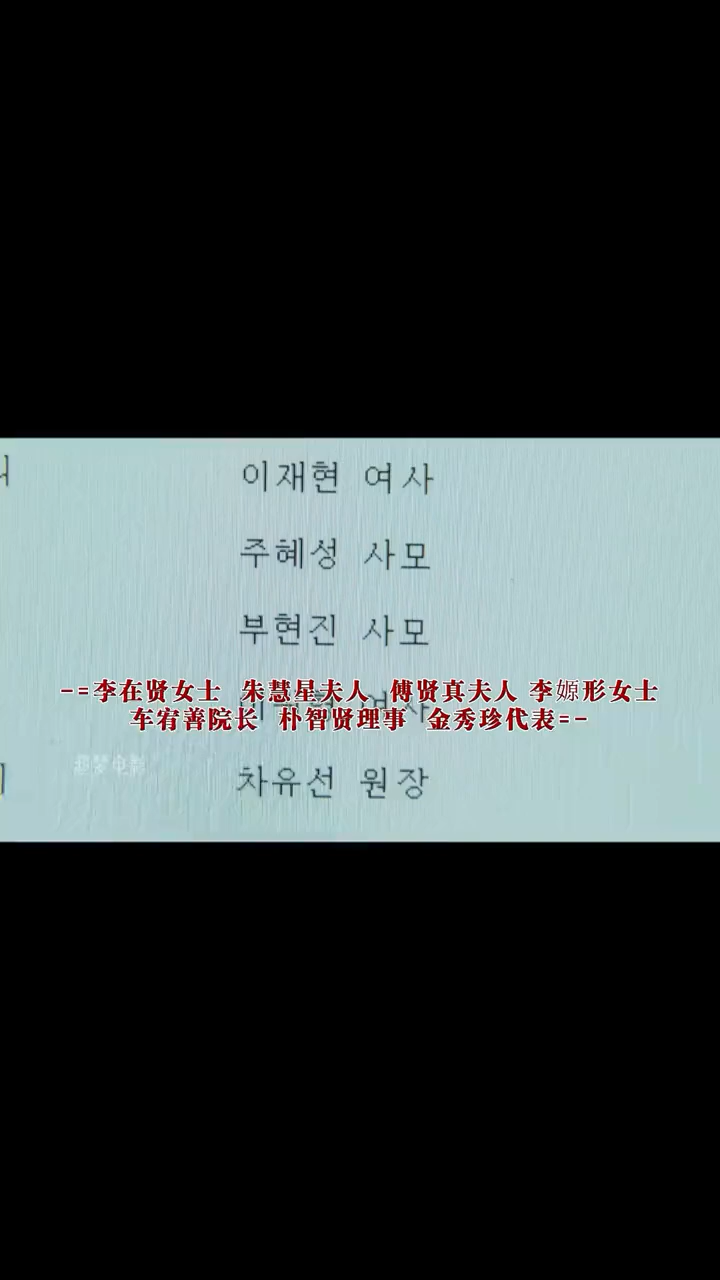 이재현 여사
주혜성 사모
부현진 사모
-=李在贤女士 朱慧星夫人 傅贤真夫人 李嫄形女士
车宥善院长 朴智贤理事 金秀珍代表=-
차유선 원장